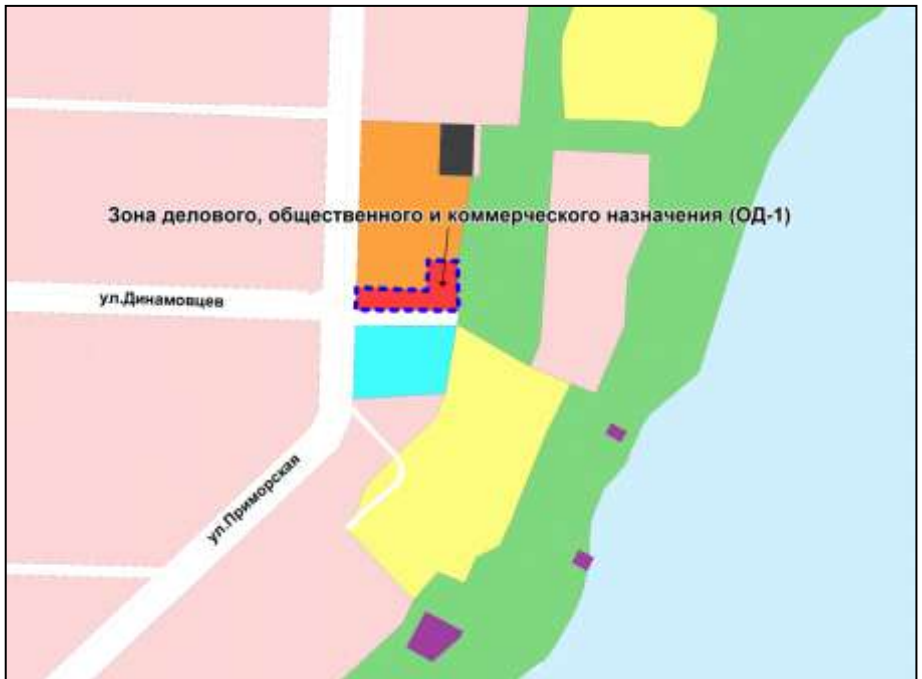 Зона делового, общественного и коммерческого назначения (ОД-1)
ул.Динамовцев
ул.Приморская